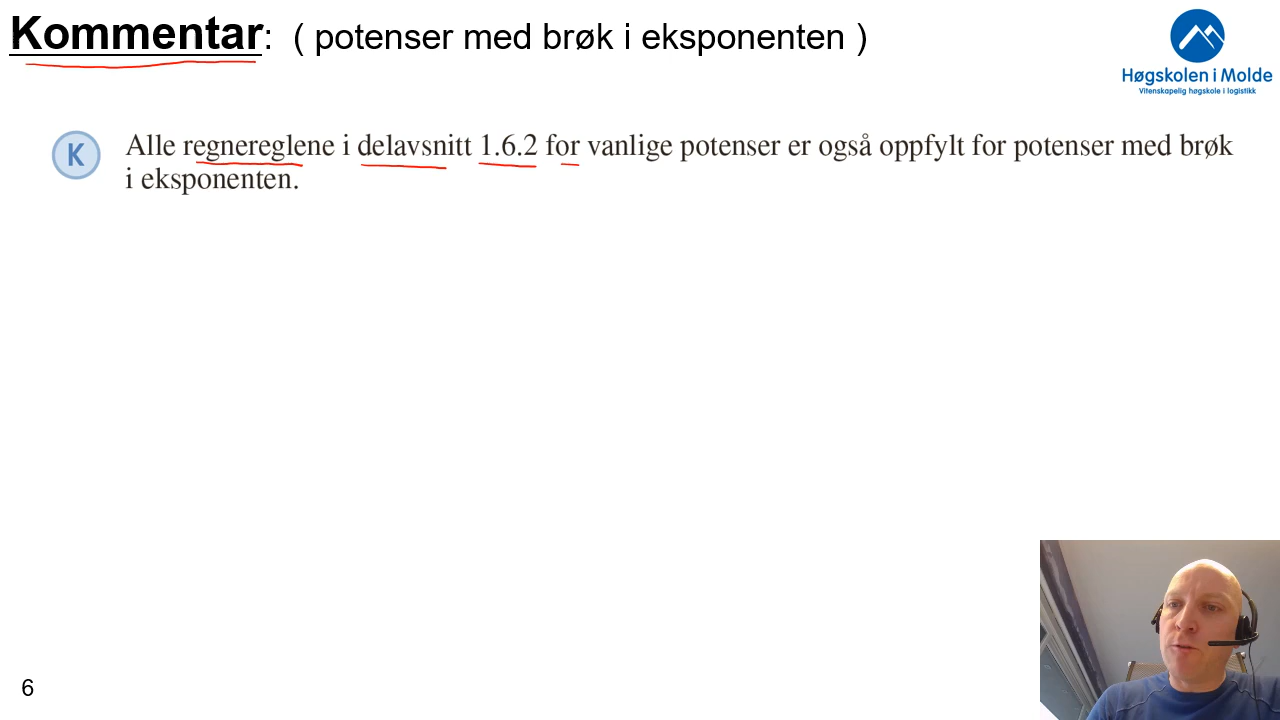 Kommentar: ( potenser med brøk i eksponenten )
Høgskolen i Molde
Vitenskapelig høgskole i logistikk
K
Alle regnereglene i delavsnitt 1.6.2 for vanlige potenser er også oppfylt for potenser med brøk
i eksponenten.
6